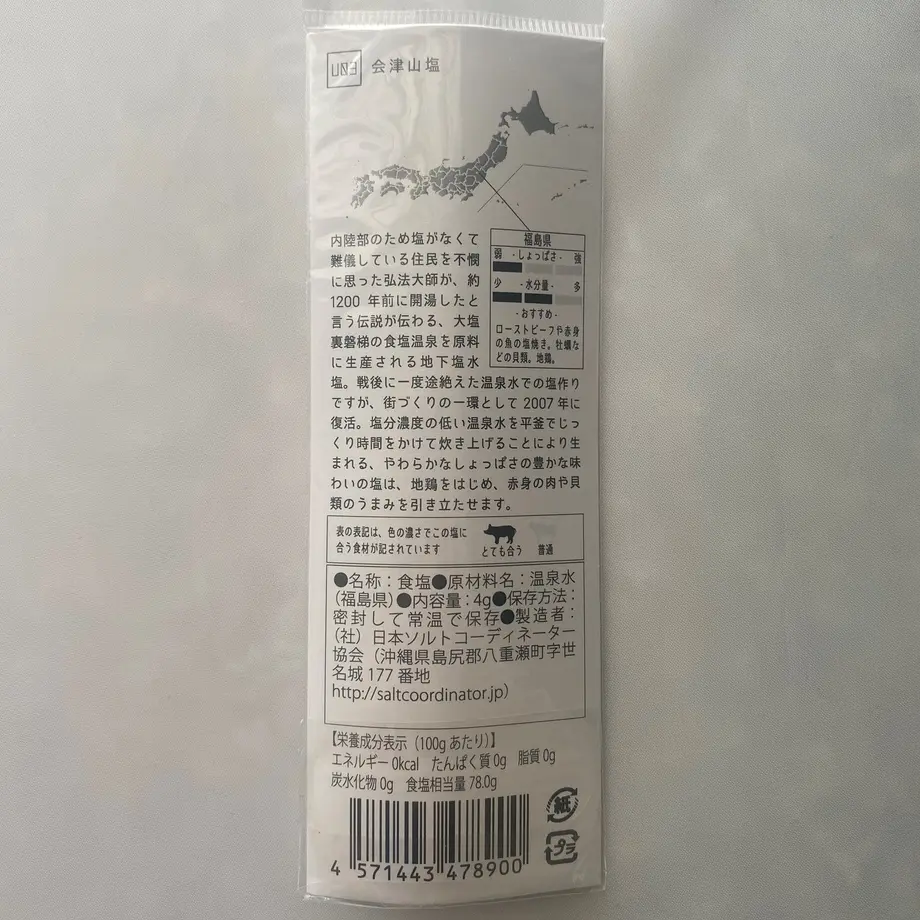 U03 会津山塩
内陸部のため塩がなくて
難儀している住民を不憫
に思った弘法大師が、約
1200 年前に開湯したと
言う伝説が伝わる、大塩
裏磐梯の食塩温泉を原料
に生産される地下塩水
塩。戦後に一度途絶えた温泉水での塩作り
ですが、街づくりの一環として 2007 年に
復活。塩分濃度の低い温泉水を平釜でじっ
くり時間をかけて炊き上げることにより生
まれる、やわらかなしょっぱさの豊かな味
わいの塩は、地鶏をはじめ、赤身の肉や貝
類のうまみを引き立たせます。
福島県
弱 -しょっぱさ- 強
少 -水分量- 多
-おすすめ-
ローストビーフや赤身
の魚の塩焼き。牡蠣な
どの貝類。地鶏。
表の表記は、色の濃さでこの塩に
合う食材が記されています
とても合う 普通
●名称：食塩●原材料名：温泉水
（福島県）●内容量：4g●保存方法：
密封して常温で保存●製造者：
（社）日本ソルトコーディネーター
協会（沖縄県島尻郡八重瀬町字世
名城 177 番地
http://saltcoordinator.jp）
【栄養成分表示（100g あたり）】
エネルギー 0kcal たんぱく質 0g 脂質 0g
炭水化物 0g 食塩相当量 78.0g
紙
プラ
4 571443 478900